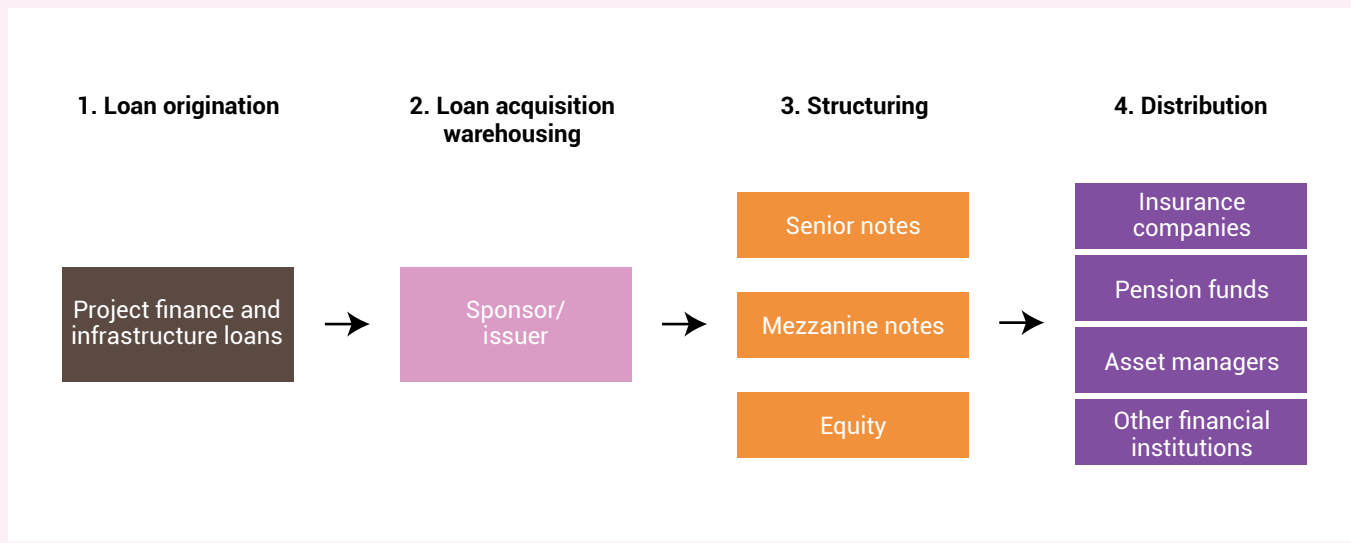 1. Loan origination
2. Loan acquisition
warehousing
3. Structuring
4. Distribution
Project finance and
infrastructure loans
Sponsor/
issuer
Senior notes
Mezzanine notes
Equity
Insurance
companies
Pension funds
Asset managers
Other financial
institutions